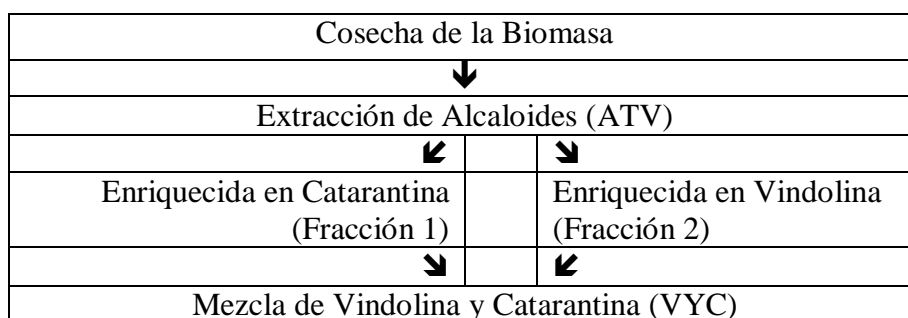 Cosecha de la Biomasa
🡻
Extracción de Alcaloides (ATV)
🡿 🡾
Enriquecida en Catarantina Enriquecida en Vindolina
(Fracción 1) (Fracción 2)
🡾 🡿
Mezcla de Vindolina y Catarantina (VYC)